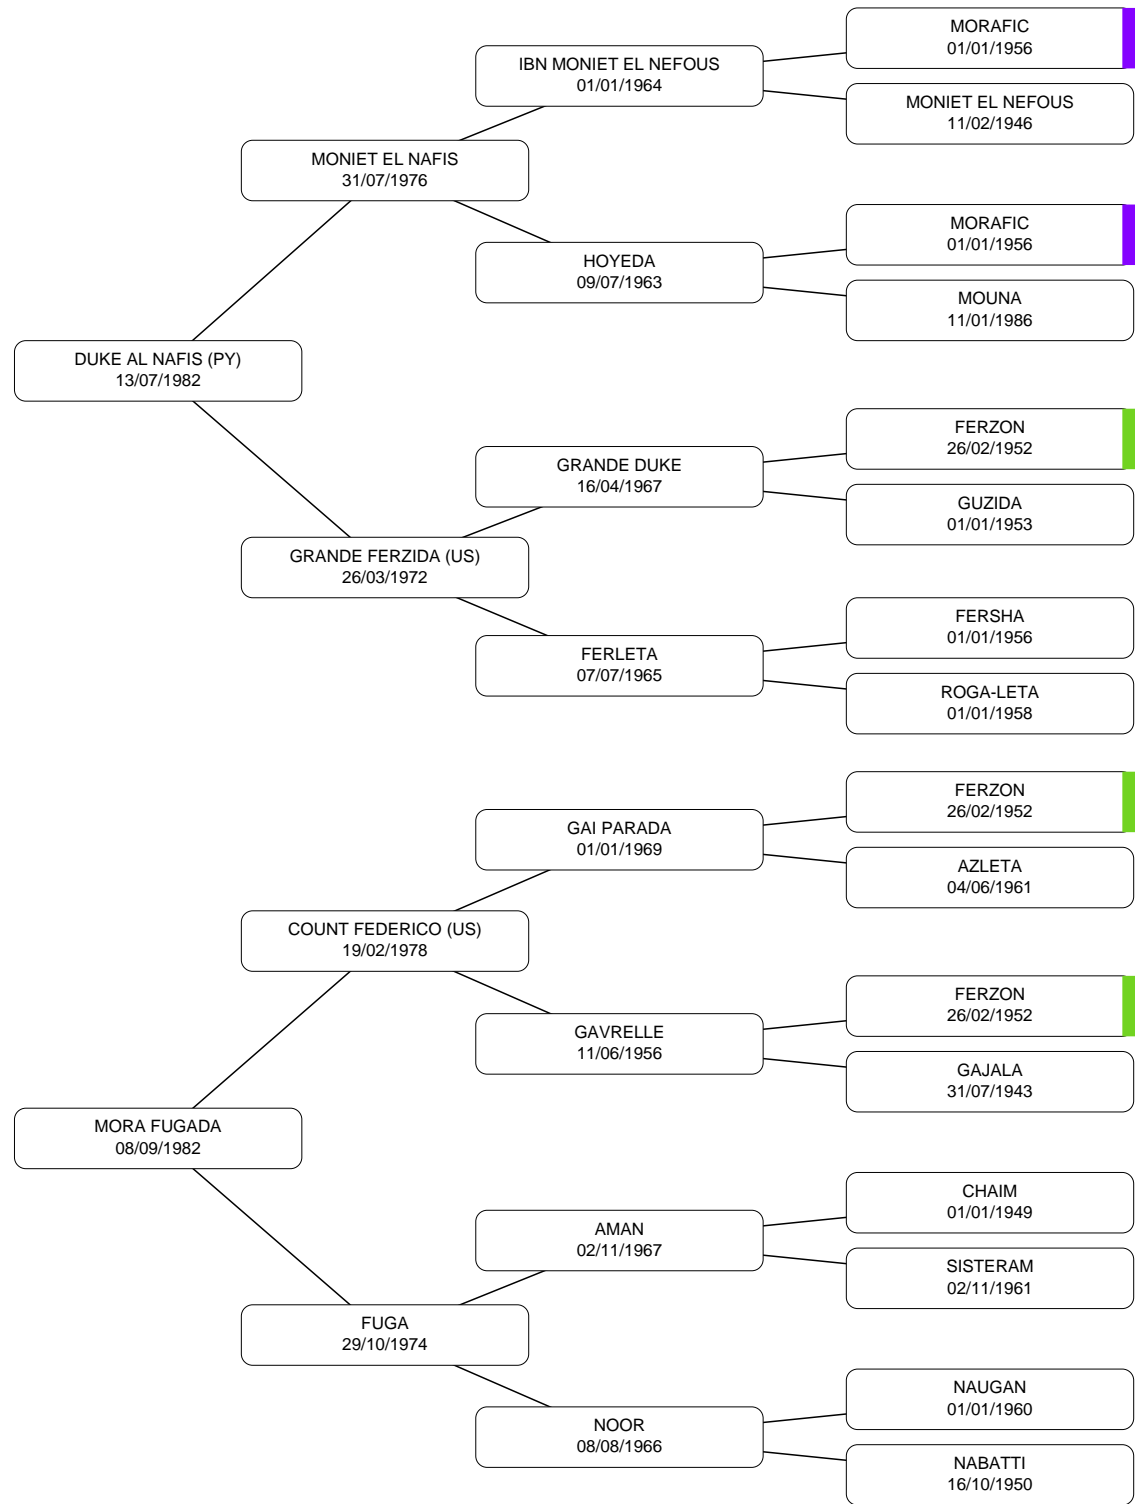 MORAFIC
01/01/1956
IBN MONIET EL NEFOUS
01/01/1964
MONIET EL NEFOUS
11/02/1946
MONIET EL NAFIS
31/07/1976
MORAFIC
01/01/1956
HOYEDA
09/07/1963
MOUNA
11/01/1986
DUKE AL NAFIS (PY)
13/07/1982
FERZON
26/02/1952
GRANDE DUKE
16/04/1967
GUZIDA
01/01/1953
GRANDE FERZIDA (US)
26/03/1972
FERSHA
01/01/1956
FERLETA
07/07/1965
ROGA-LETA
01/01/1958
FERZON
26/02/1952
GAI PARADA
01/01/1969
AZLETA
04/06/1961
COUNT FEDERICO (US)
19/02/1978
FERZON
26/02/1952
GAVRELLE
11/06/1956
GAJALA
31/07/1943
MORA FUGADA
08/09/1982
CHAIM
01/01/1949
AMAN
02/11/1967
SISTERAM
02/11/1961
FUGA
29/10/1974
NAUGAN
01/01/1960
NOOR
08/08/1966
NABATTI
16/10/1950